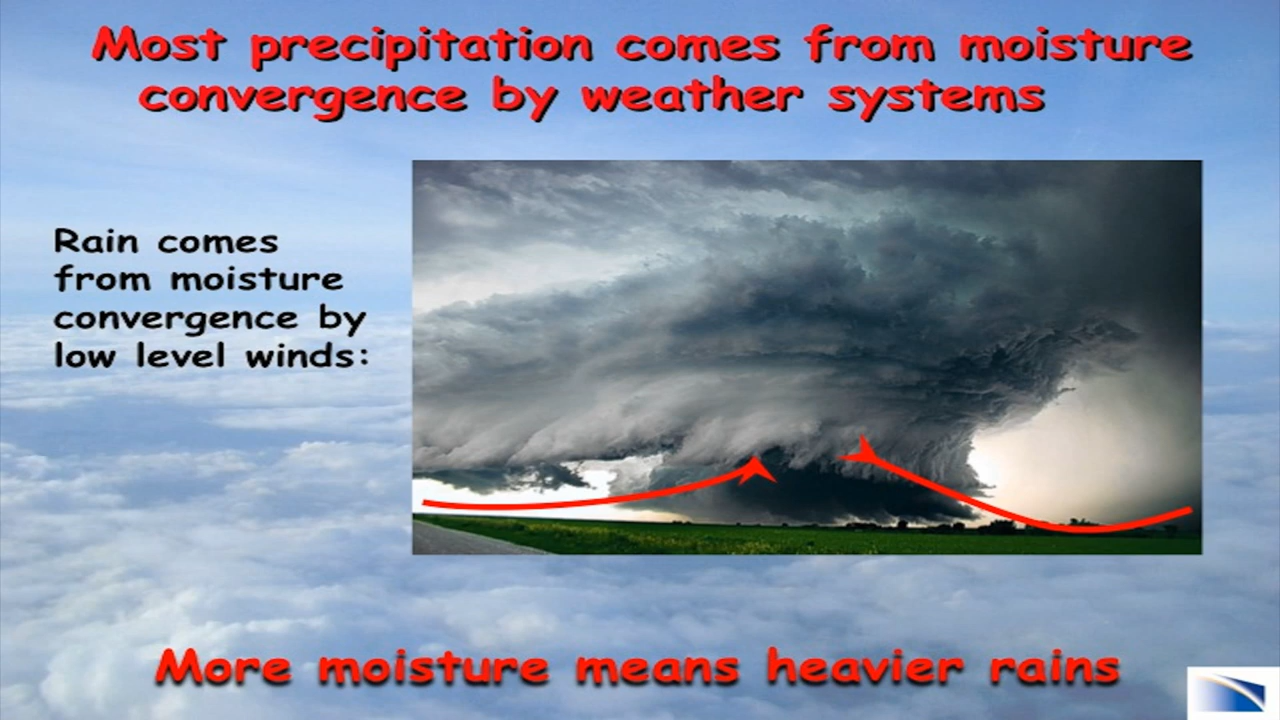 Most precipitation comes from moisture
convergence by weather systems
Rain comes
from moisture
convergence by
low level winds:
More moisture means heavier rains